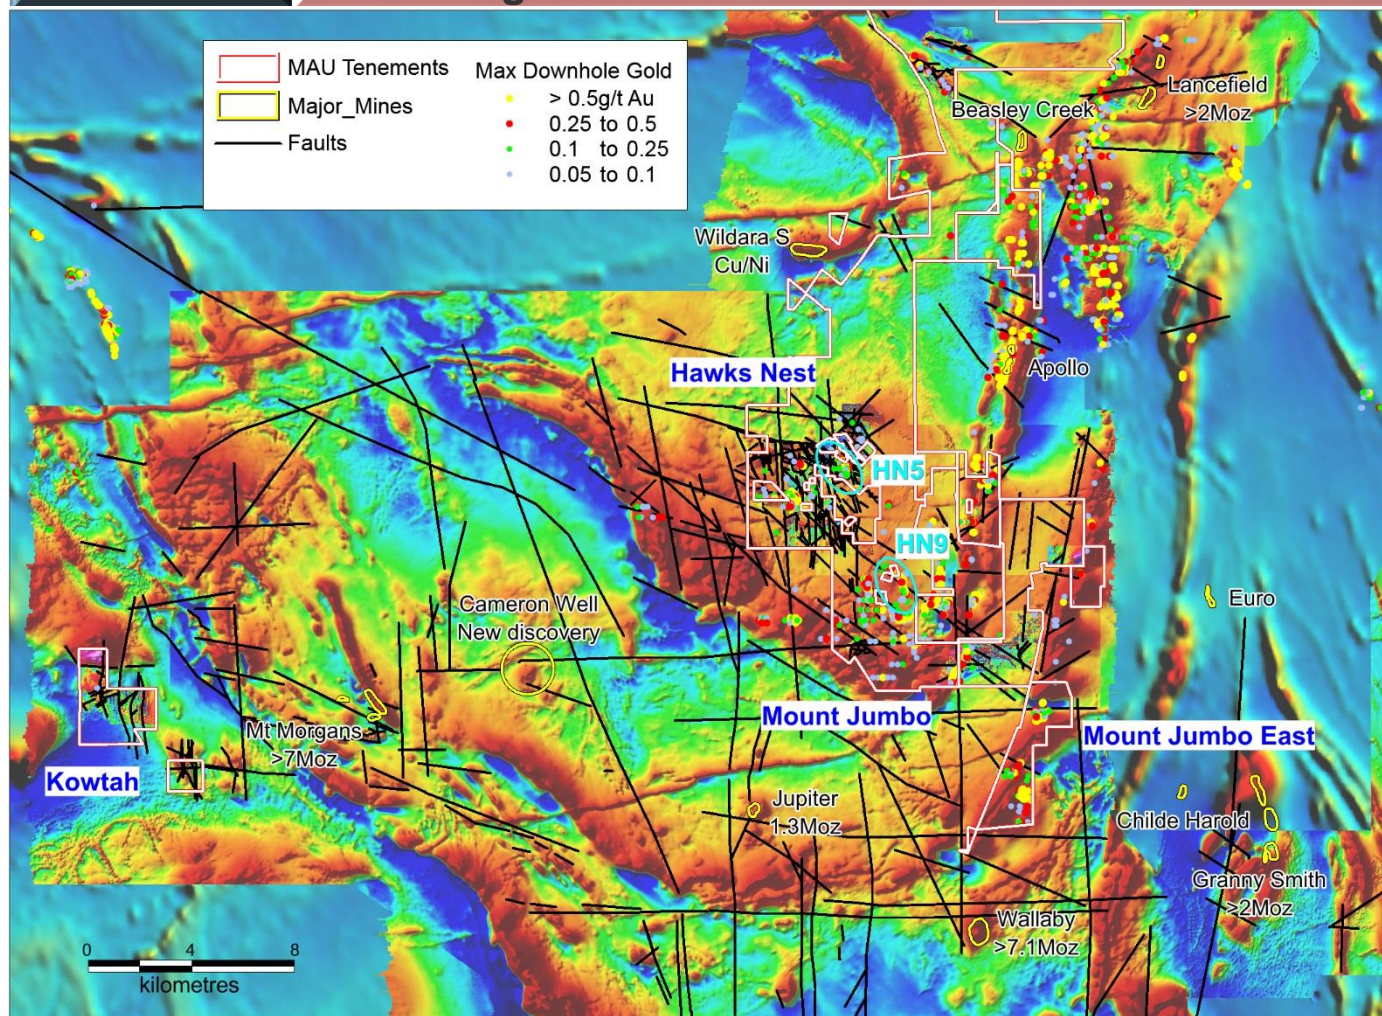 MAU Tenements
Major_Mines
Faults
Max Downhole Gold
> 0.5g/t Au
0.25 to 0.5
0.1 to 0.25
0.05 to 0.1
Lancefield
>2Moz
Beasley Creek
Wildara S
Cu/Ni
Hawks Nest
Apollo
HN5
HN9
Cameron Well
New discovery
Euro
Mount Jumbo
Mount Jumbo East
Mt Morgans
>7Moz
Kowtah
Jupiter
1.3Moz
Childe Harold
Granny Smith
>2Moz
Wallaby
>7.1Moz
0 4 8
kilometres